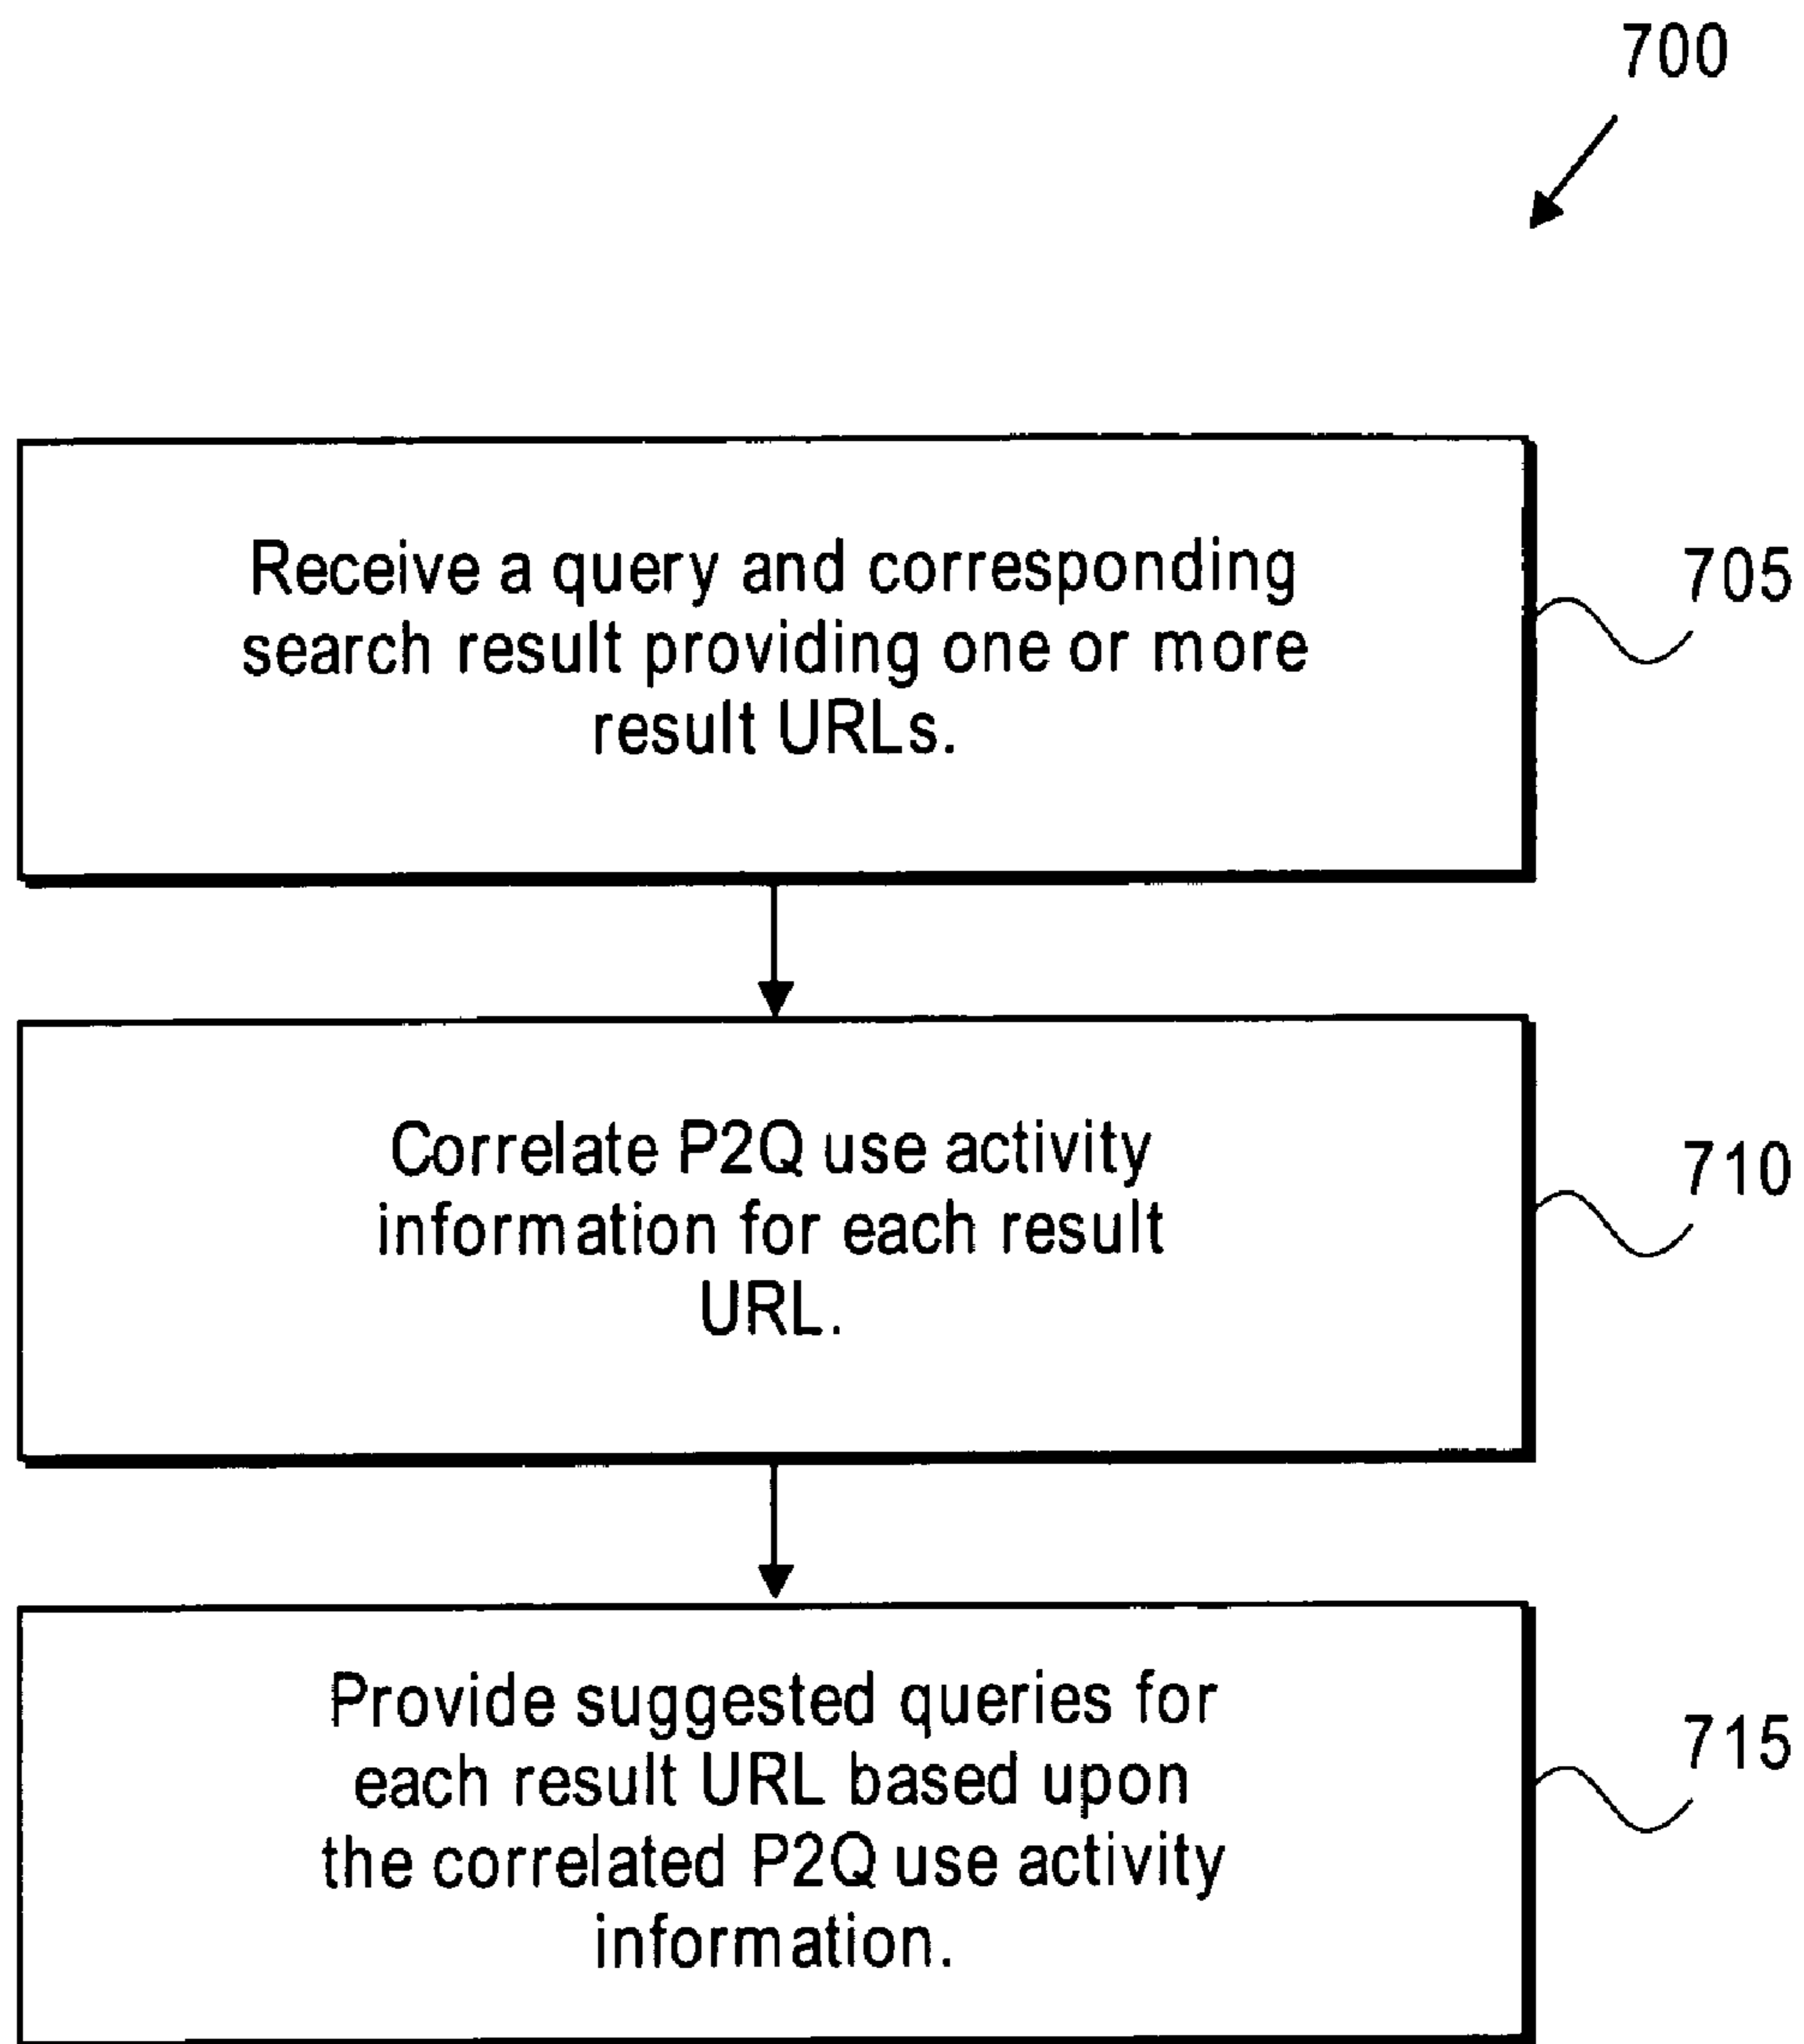 700
Receive a query and corresponding
search result providing one or more
result URLs.
705
Correlate P2Q use activity
information for each result
URL.
710
Provide suggested queries for
each result URL based upon
the correlated P2Q use activity
information.
715